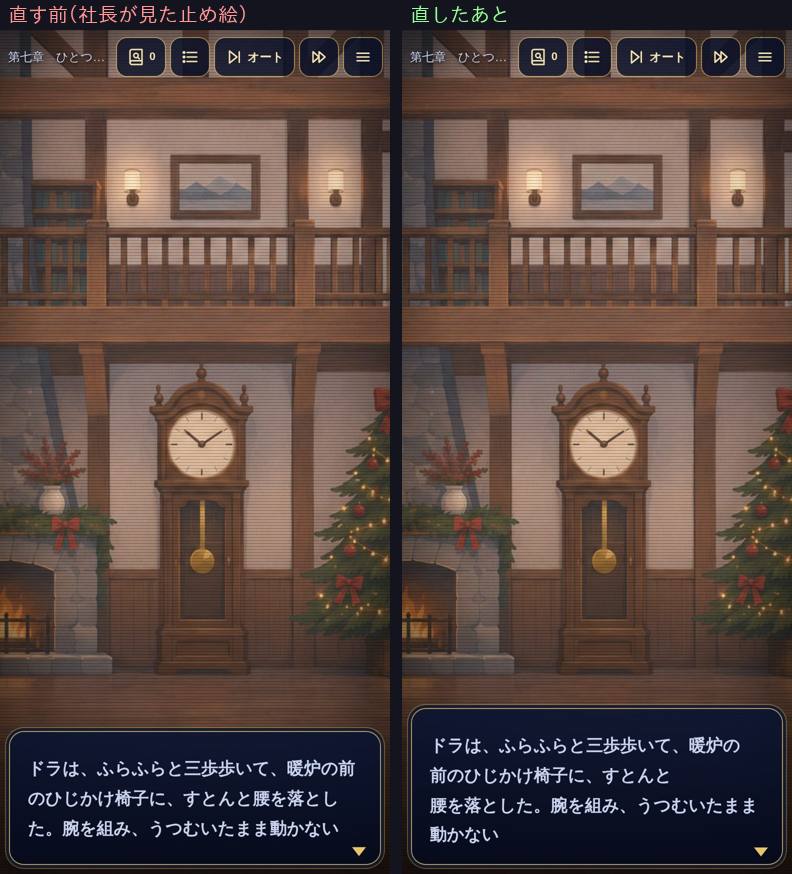 直す前(社長が見た止め絵)
第七章　ひとつ…
0
オート
ドラは、ふらふらと三歩歩いて、暖炉の前
のひじかけ椅子に、すとんと腰を落とし
た。腕を組み、うつむいたまま動かない
直したあと
第七章　ひとつ…
0
オート
ドラは、ふらふらと三歩歩いて、暖炉の
前のひじかけ椅子に、すとんと
腰を落とした。腕を組み、うつむいたまま
動かない